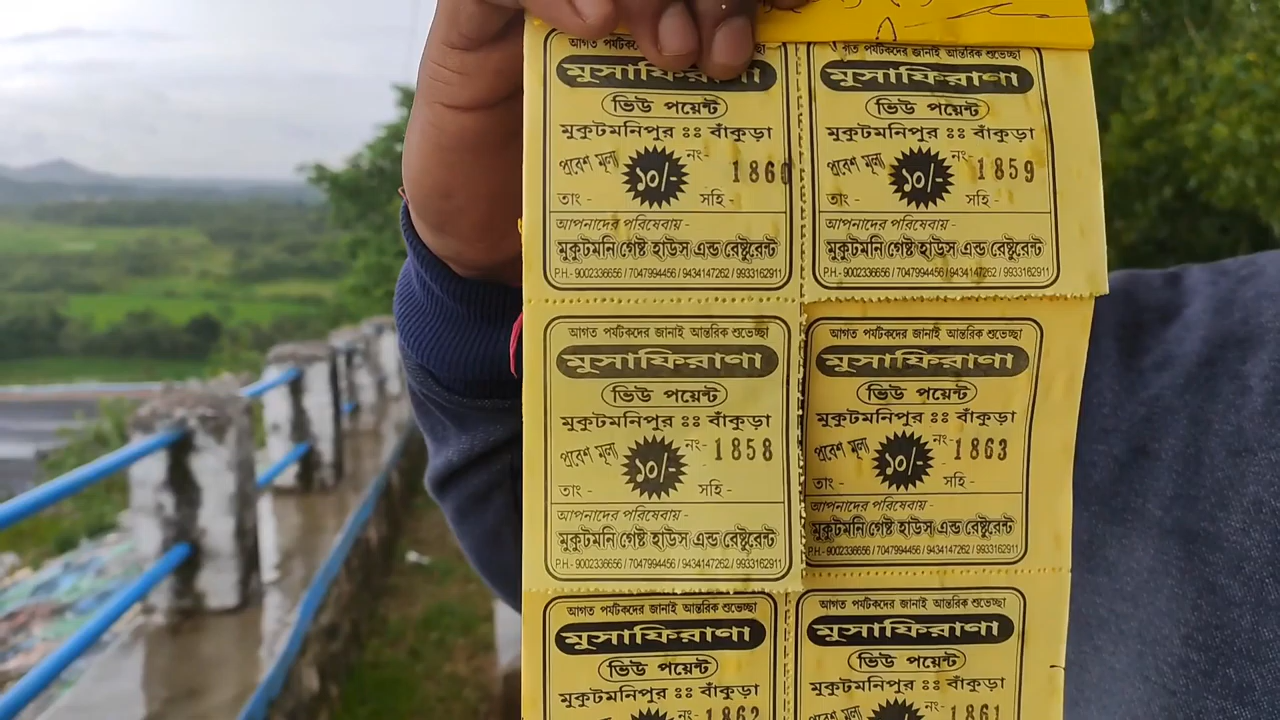 আগত পর্যটকদের
মুসাফিরাণা
ভিউ পয়েন্ট
মুকুটমনিপুর ঃঃ বাঁকুড়া
প্রবেশ মূল্য ১০/- নং- 1860
তাং - সহি -
আপনাদের পরিষেবায় -
মুকুটমনি গেষ্ট হাউস এন্ড রেষ্টুরেন্ট
P.H.- 9002336656 / 7047994456 / 9434147262 / 9933162911
আগত পর্যটকদের জানাই আন্তরিক শুভেচ্ছা
মুসাফিরাণা
ভিউ পয়েন্ট
মুকুটমনিপুর ঃঃ বাঁকুড়া
প্রবেশ মূল্য ১০/- নং- 1859
তাং - সহি -
আপনাদের পরিষেবায় -
মুকুটমনি গেষ্ট হাউস এন্ড রেষ্টুরেন্ট
P.H.- 9002336656 / 7047994456 / 9434147262 / 9933162911
আগত পর্যটকদের জানাই আন্তরিক শুভেচ্ছা
মুসাফিরাণা
ভিউ পয়েন্ট
মুকুটমনিপুর ঃঃ বাঁকুড়া
প্রবেশ মূল্য ১০/- নং- 1858
তাং - সহি -
আপনাদের পরিষেবায় -
মুকুটমনি গেষ্ট হাউস এন্ড রেষ্টুরেন্ট
P.H.- 9002336656 / 7047994456 / 9434147262 / 9933162911
আগত পর্যটকদের জানাই আন্তরিক শুভেচ্ছা
মুসাফিরাণা
ভিউ পয়েন্ট
মুকুটমনিপুর ঃঃ বাঁকুড়া
প্রবেশ মূল্য ১০/- নং- 1863
তাং - সহি -
আপনাদের পরিষেবায় -
মুকুটমনি গেষ্ট হাউস এন্ড রেষ্টুরেন্ট
P.H.- 9002336656 / 7047994456 / 9434147262 / 9933162911
আগত পর্যটকদের জানাই আন্তরিক শুভেচ্ছা
মুসাফিরাণা
ভিউ পয়েন্ট
মুকুটমনিপুর ঃঃ বাঁকুড়া
নং- 1862
আগত পর্যটকদের জানাই আন্তরিক শুভেচ্ছা
মুসাফিরাণা
ভিউ পয়েন্ট
মুকুটমনিপুর ঃঃ বাঁকুড়া
প্রবেশ মূল্য নং- 1861